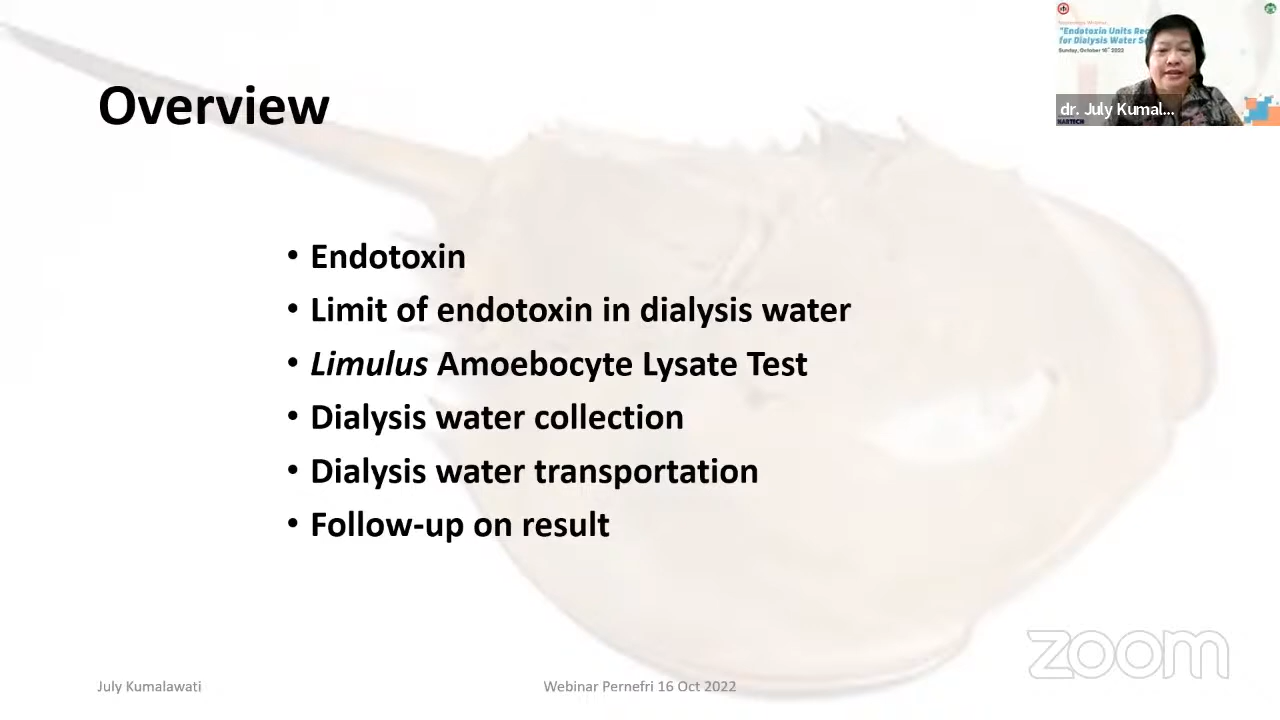 Overview
• Endotoxin
• Limit of endotoxin in dialysis water
• Limulus Amoebocyte Lysate Test
• Dialysis water collection
• Dialysis water transportation
• Follow-up on result
July Kumalawati
Webinar Pernefri 16 Oct 2022
zoom
"Endotoxin Units
for Dialysis Water
Sunday, October 16th 2022
dr. July Kumal...